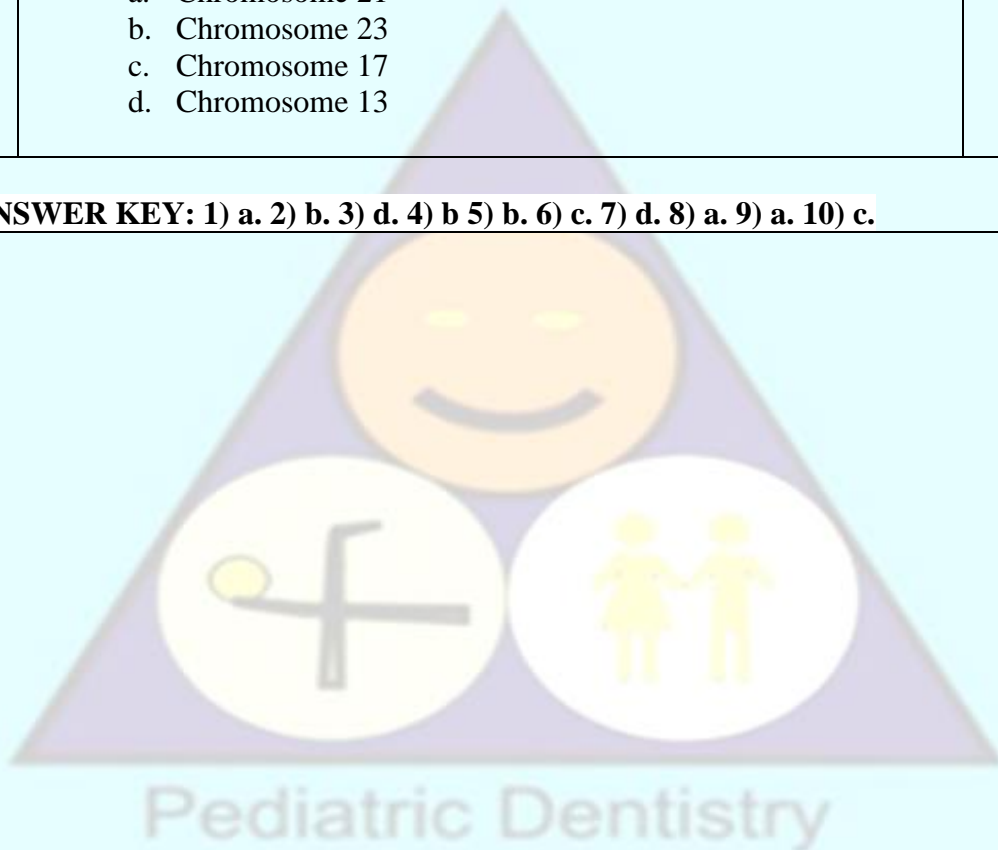 b. Chromosome 23
c. Chromosome 17
d. Chromosome 13
NSWER KEY: 1) a. 2) b. 3) d. 4) b 5) b. 6) c. 7) d. 8) a. 9) a. 10) c.
Pediatric Dentistry